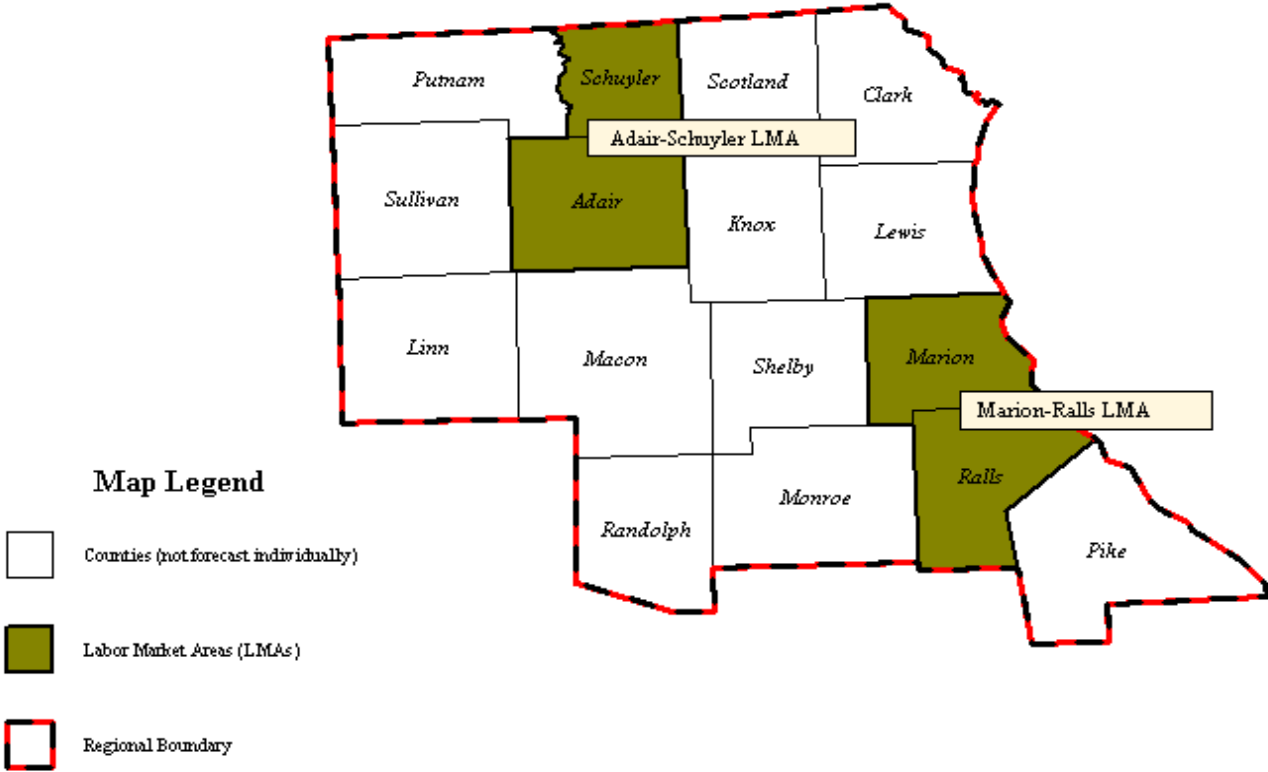 Putnam
Schuyler
Scotland
Clark
Adair-Schuyler LMA
Sullivan
Adair
Knox
Lewis
Linn
Macon
Shelby
Marion
Marion-Ralls LMA
Map Legend
Randolph
Monroe
Ralls
Pike
Counties (not forecast individually)
Labor Market Areas (LMAs)
Regional Boundary